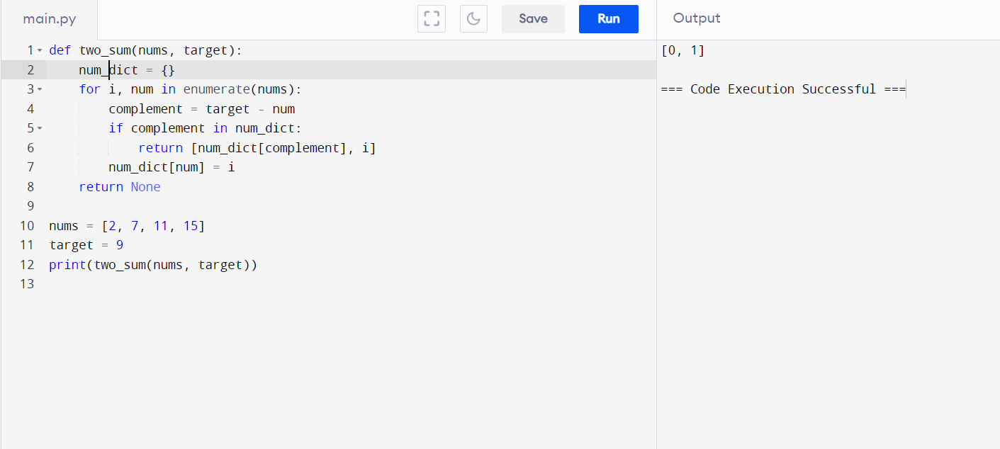 main.py
Save
Run
Output
1 def two_sum(nums, target):
2     num_dict = {}
3     for i, num in enumerate(nums):
4         complement = target - num
5         if complement in num_dict:
6             return [num_dict[complement], i]
7         num_dict[num] = i
8     return None
9
10 nums = [2, 7, 11, 15]
11 target = 9
12 print(two_sum(nums, target))
13
[0, 1]
=== Code Execution Successful ===